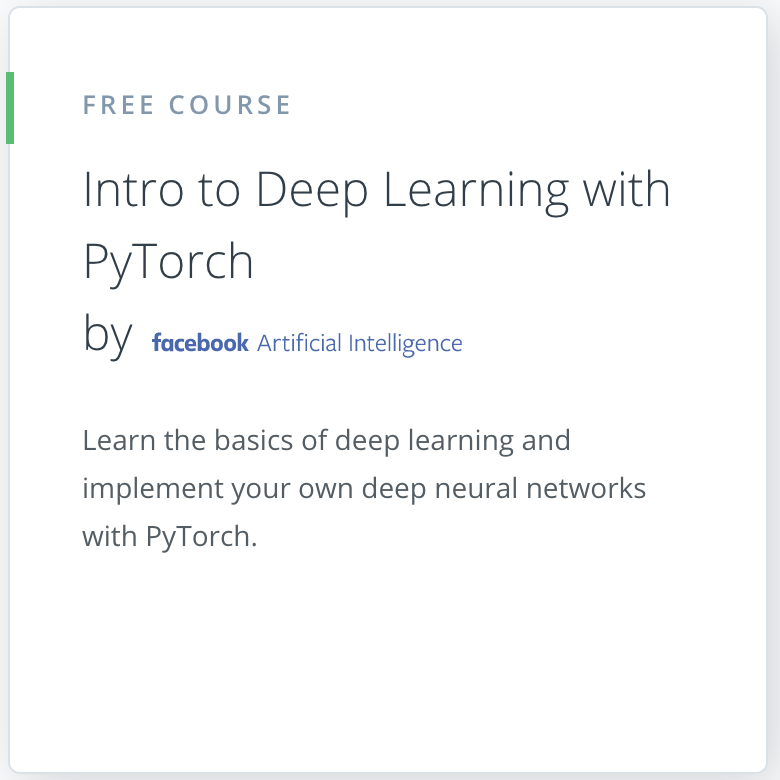 FREE COURSE
Intro to Deep Learning with
PyTorch
by facebook Artificial Intelligence
Learn the basics of deep learning and
implement your own deep neural networks
with PyTorch.